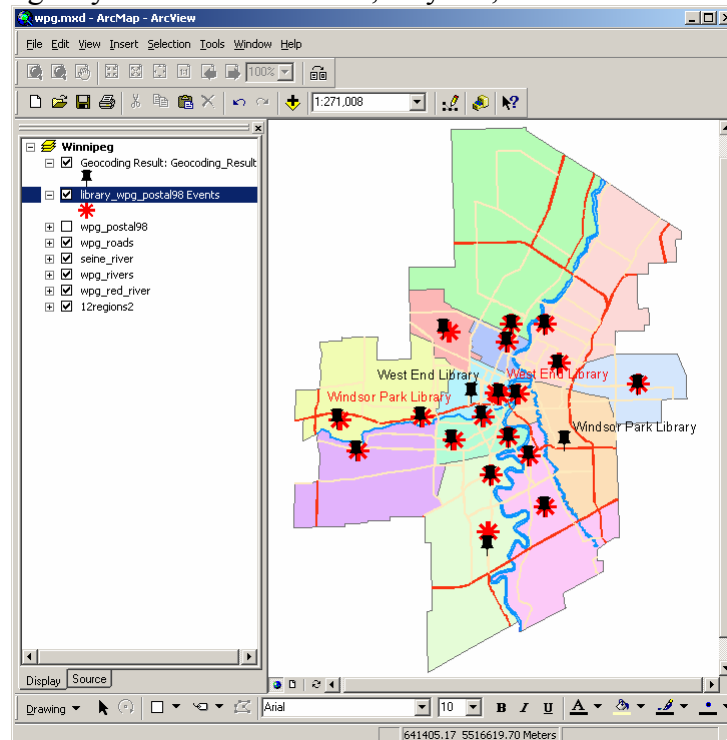 wpg.mxd - ArcMap - ArcView
File Edit View Insert Selection Tools Window Help
100%
1:271,008
Winnipeg
Geocoding Result: Geocoding_Result
library_wpg_postal98 Events
wpg_postal98
wpg_roads
seine_river
wpg_rivers
wpg_red_river
12regions2
West End Library
West End Library
Windsor Park Library
Windsor Park Library
Display Source
Drawing Arial 10 B I U A
641405.17 5516619.70 Meters